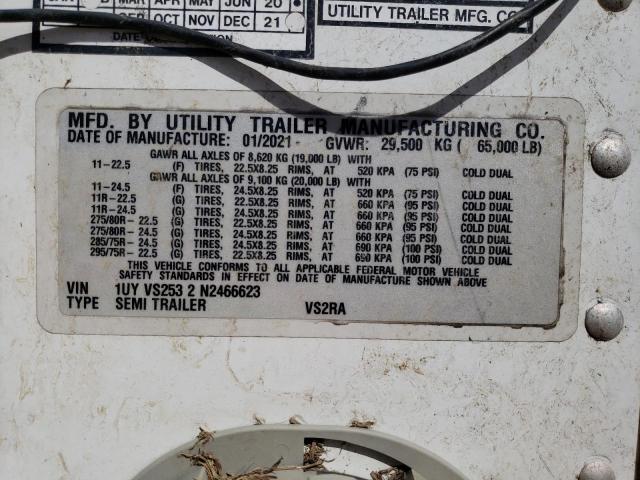 MAR APR MAY JUN 20
OCT NOV DEC 21
UTILITY TRAILER MFG. CO.
MFD. BY UTILITY TRAILER MANUFACTURING CO.
DATE OF MANUFACTURE: 01/2021 GVWR: 29,500 KG ( 65,000 LB)
GAWR ALL AXLES OF 8,620 KG (19,000 LB) WITH
11-22.5 (F) TIRES, 22.5X8.25 RIMS, AT 520 KPA (75 PSI) COLD DUAL
GAWR ALL AXLES OF 9,100 KG (20,000 LB) WITH
11-24.5 (F) TIRES, 24.5X8.25 RIMS, AT 520 KPA (75 PSI) COLD DUAL
11R-22.5 (G) TIRES, 22.5X8.25 RIMS, AT 660 KPA (95 PSI) COLD DUAL
11R-24.5 (G) TIRES, 24.5X8.25 RIMS, AT 660 KPA (95 PSI) COLD DUAL
275/80R- 22.5 (G) TIRES, 22.5X8.25 RIMS, AT 660 KPA (95 PSI) COLD DUAL
275/80R- 24.5 (G) TIRES, 24.5X8.25 RIMS, AT 660 KPA (95 PSI) COLD DUAL
285/75R- 24.5 (G) TIRES, 24.5X8.25 RIMS, AT 690 KPA (100 PSI) COLD DUAL
295/75R- 22.5 (G) TIRES, 22.5X8.25 RIMS, AT 690 KPA (100 PSI) COLD DUAL
THIS VEHICLE CONFORMS TO ALL APPLICABLE FEDERAL MOTOR VEHICLE
SAFETY STANDARDS IN EFFECT ON DATE OF MANUFACTURE SHOWN ABOVE
VIN 1UY VS253 2 N2466623
TYPE SEMI TRAILER VS2RA